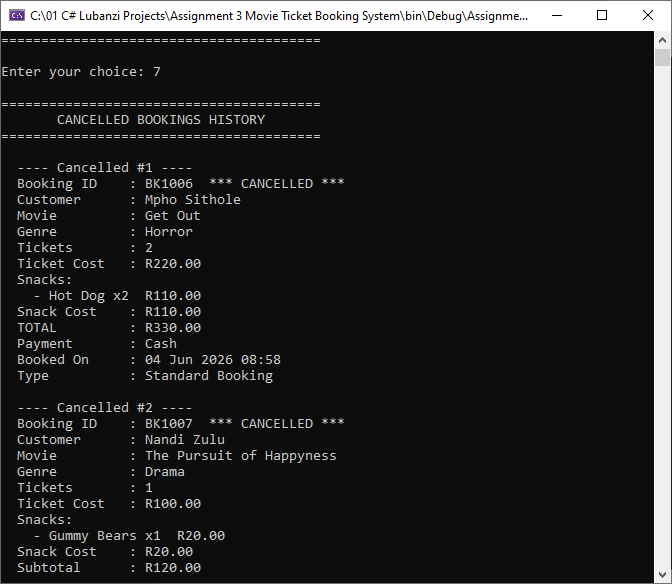 C:\01 C# Lubanzi Projects\Assignment 3 Movie Ticket Booking System\bin\Debug\Assignme...
========================================
Enter your choice: 7
========================================
       CANCELLED BOOKINGS HISTORY
========================================
  ---- Cancelled #1 ----
  Booking ID    : BK1006  *** CANCELLED ***
  Customer      : Mpho Sithole
  Movie         : Get Out
  Genre         : Horror
  Tickets       : 2
  Ticket Cost   : R220.00
  Snacks:
    - Hot Dog x2  R110.00
  Snack Cost    : R110.00
  TOTAL         : R330.00
  Payment       : Cash
  Booked On     : 04 Jun 2026 08:58
  Type          : Standard Booking
  ---- Cancelled #2 ----
  Booking ID    : BK1007  *** CANCELLED ***
  Customer      : Nandi Zulu
  Movie         : The Pursuit of Happyness
  Genre         : Drama
  Tickets       : 1
  Ticket Cost   : R100.00
  Snacks:
    - Gummy Bears x1  R20.00
  Snack Cost    : R20.00
  Subtotal      : R120.00